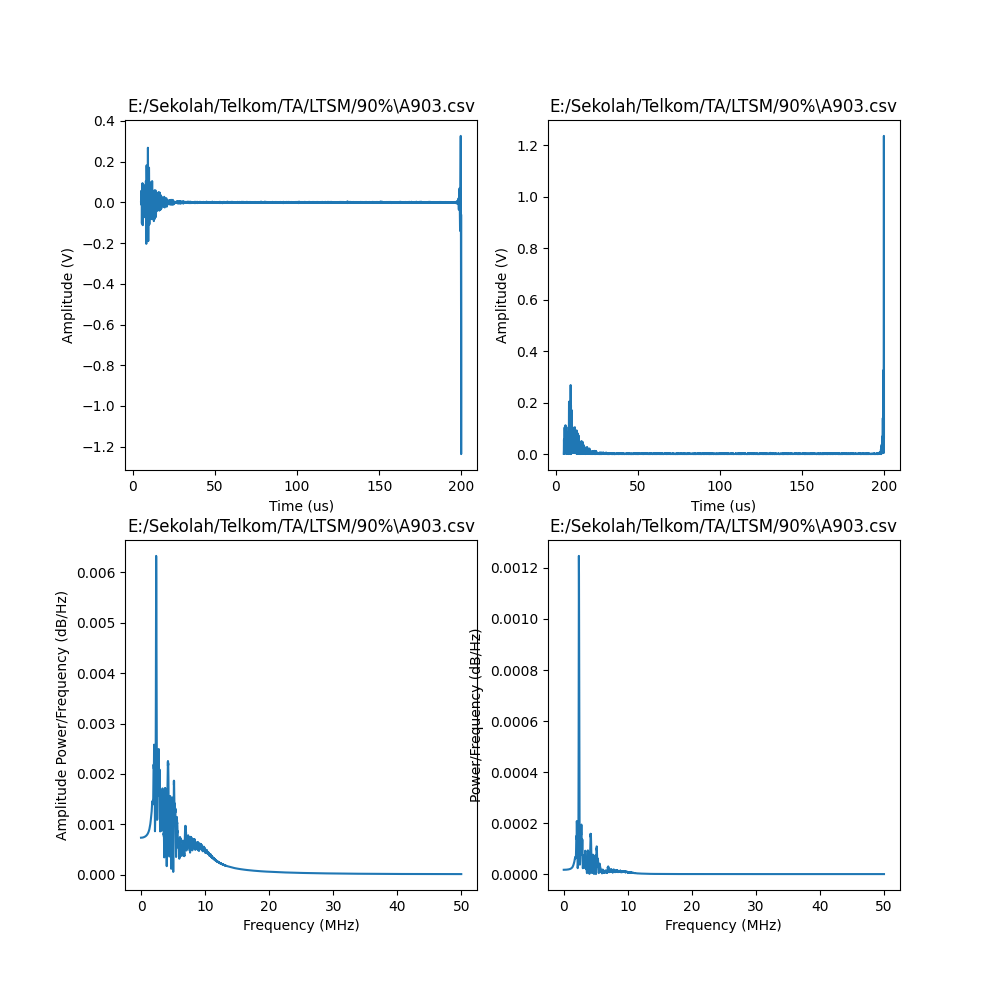 E:/Sekolah/Telkom/TA/LTSM/90%\A903.csv
Amplitude (V)
0.4
0.2
0.0
−0.2
−0.4
−0.6
−0.8
−1.0
−1.2
0 50 100 150 200
Time (us)
E:/Sekolah/Telkom/TA/LTSM/90%\A903.csv
Amplitude (V)
1.2
1.0
0.8
0.6
0.4
0.2
0.0
0 50 100 150 200
Time (us)
E:/Sekolah/Telkom/TA/LTSM/90%\A903.csv
Amplitude Power/Frequency (dB/Hz)
0.006
0.005
0.004
0.003
0.002
0.001
0.000
0 10 20 30 40 50
Frequency (MHz)
E:/Sekolah/Telkom/TA/LTSM/90%\A903.csv
Power/Frequency (dB/Hz)
0.0012
0.0010
0.0008
0.0006
0.0004
0.0002
0.0000
0 10 20 30 40 50
Frequency (MHz)